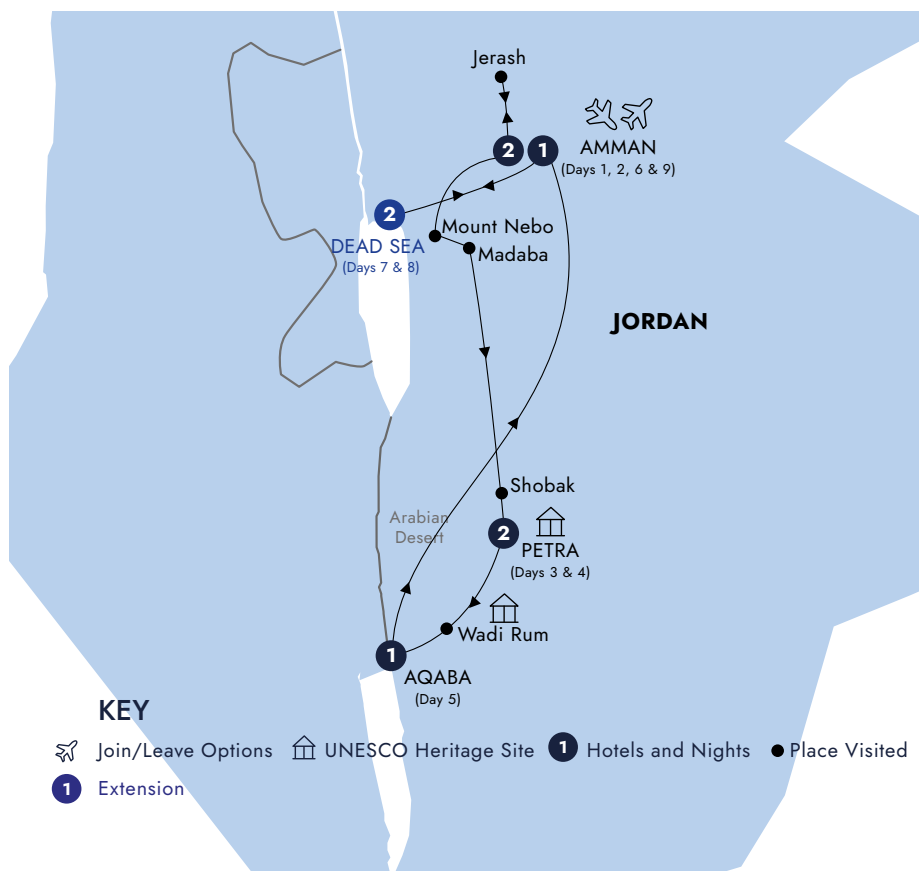 Jerash
2
1
AMMAN
(Days 1, 2, 6 & 9)
2
DEAD SEA
(Days 7 & 8)
Mount Nebo
Madaba
JORDAN
Shobak
Arabian
Desert
2
PETRA
(Days 3 & 4)
Wadi Rum
1
AQABA
(Day 5)
KEY
Join/Leave Options
UNESCO Heritage Site
1 Hotels and Nights
Place Visited
1 Extension